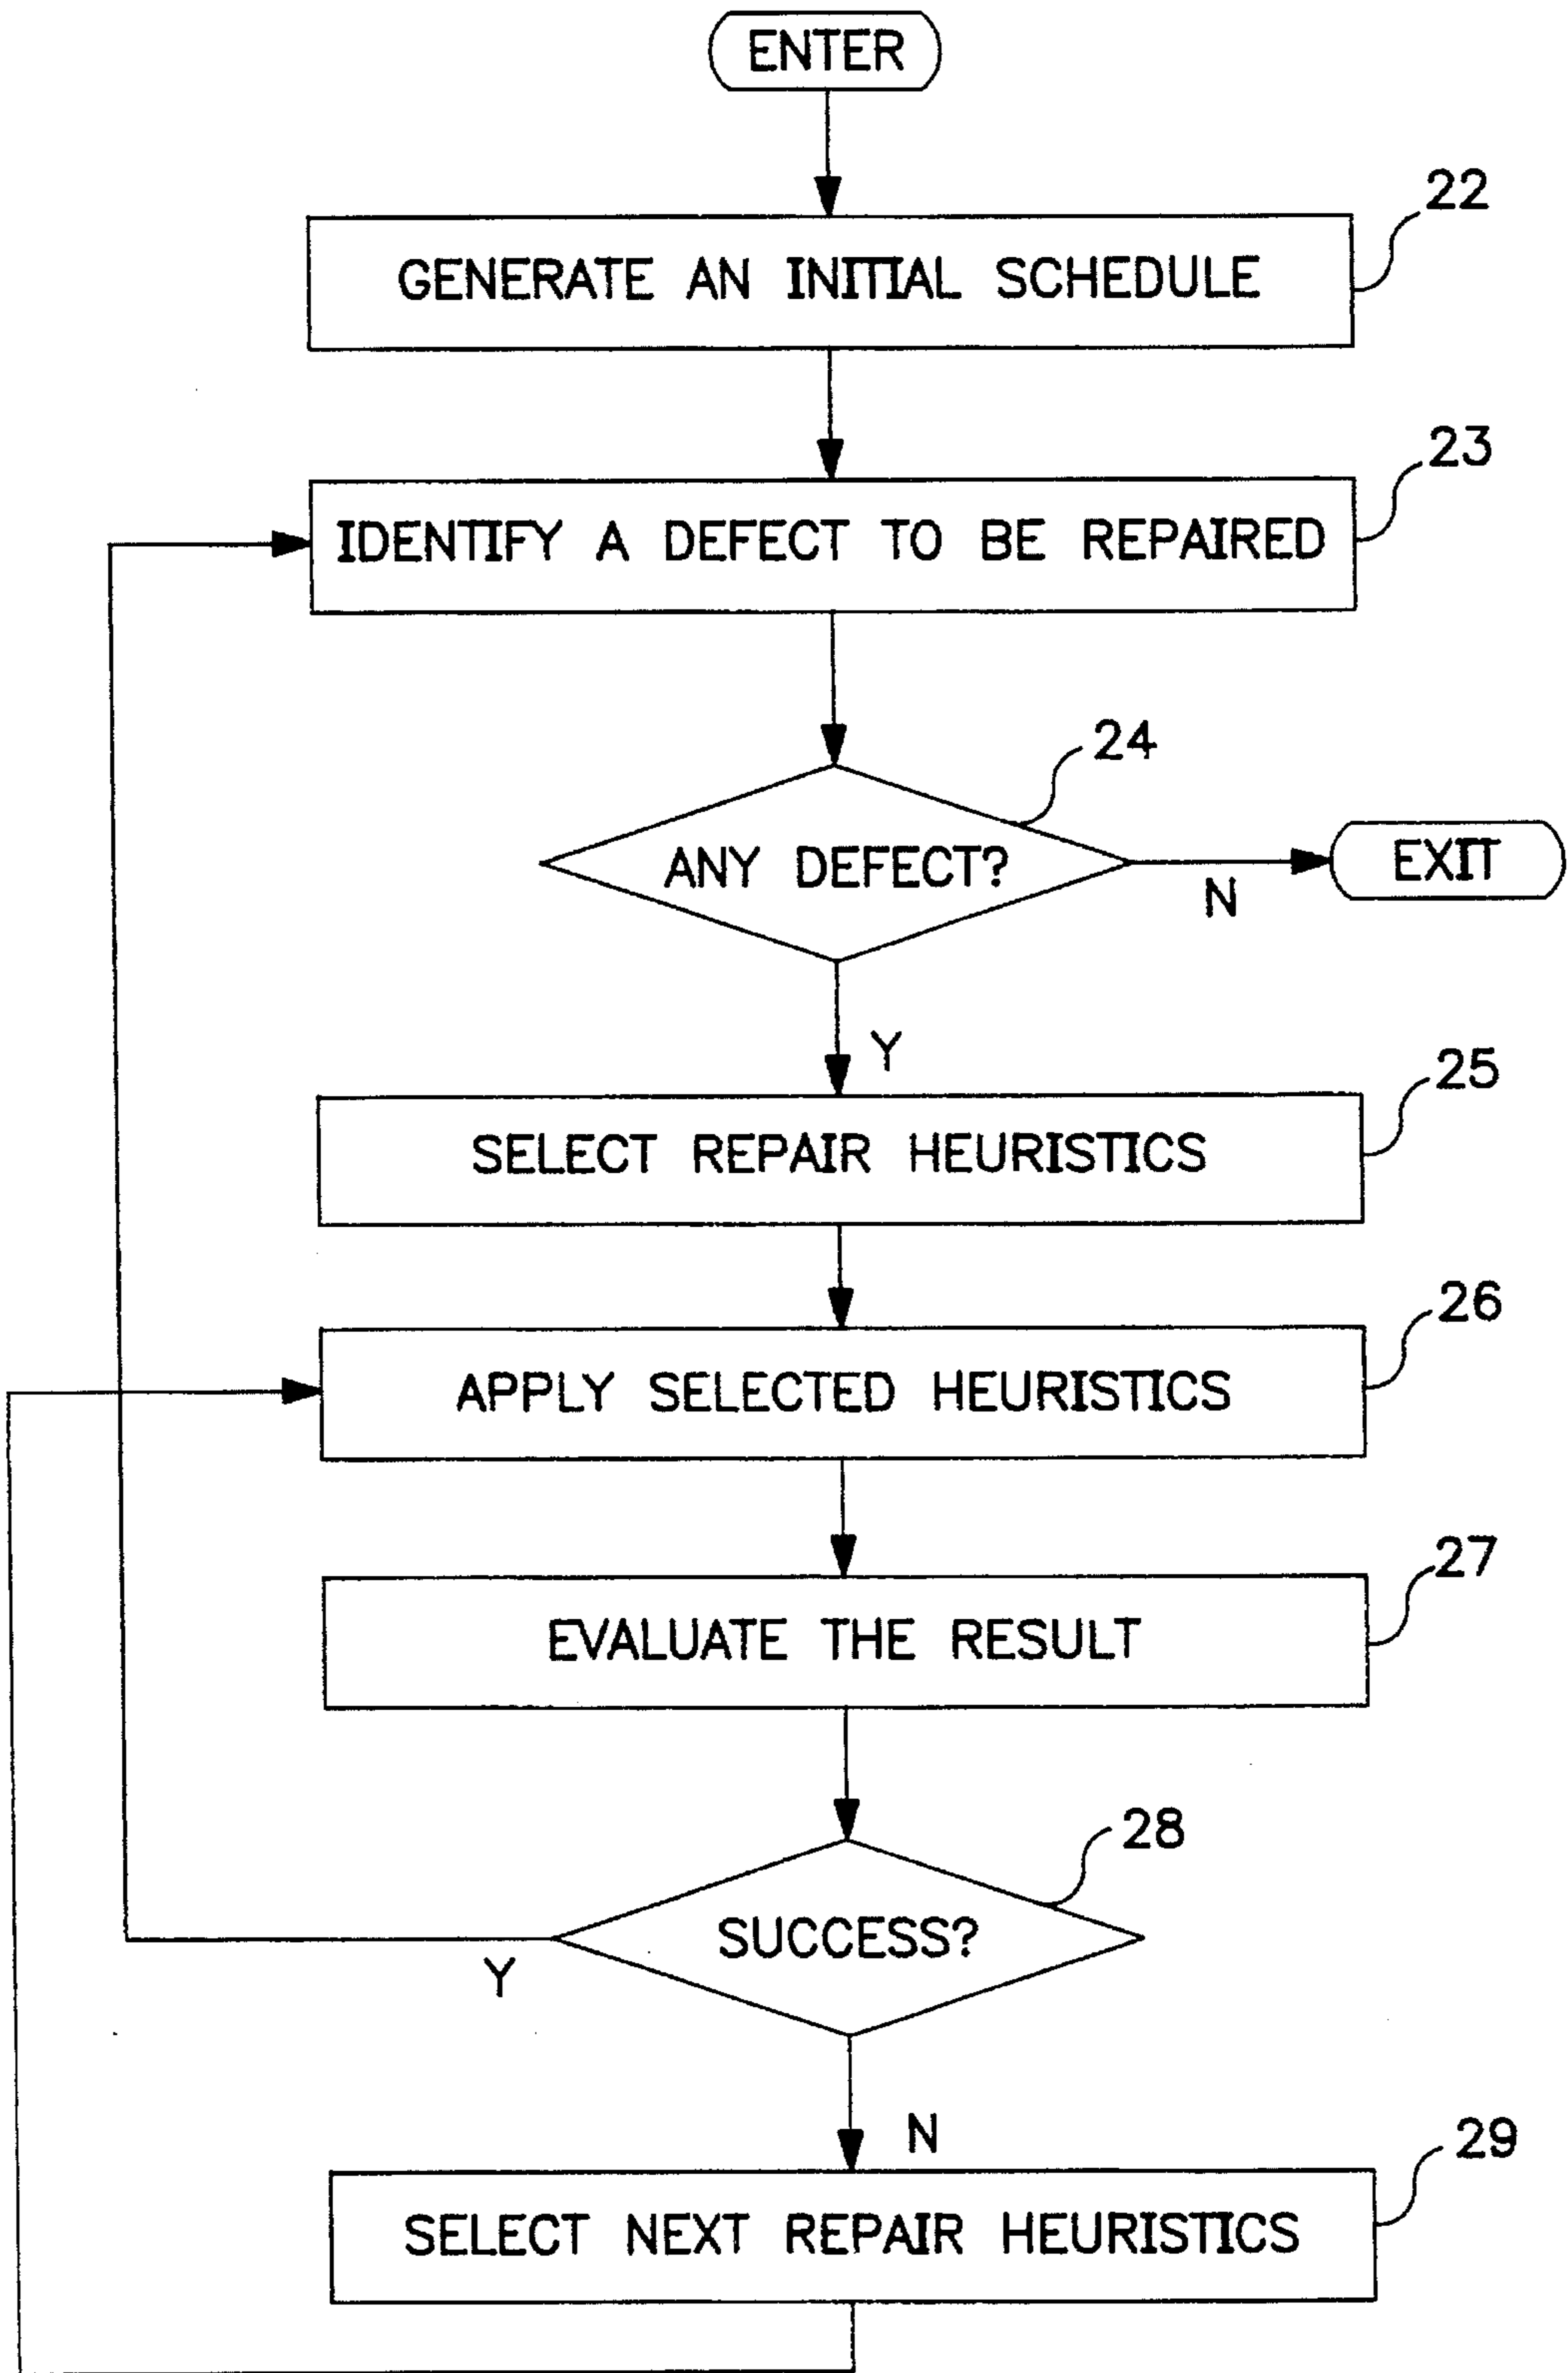 ENTER
22
GENERATE AN INITIAL SCHEDULE
23
IDENTIFY A DEFECT TO BE REPAIRED
24
ANY DEFECT?
EXIT
N
Y
25
SELECT REPAIR HEURISTICS
26
APPLY SELECTED HEURISTICS
27
EVALUATE THE RESULT
28
SUCCESS?
Y
N
29
SELECT NEXT REPAIR HEURISTICS